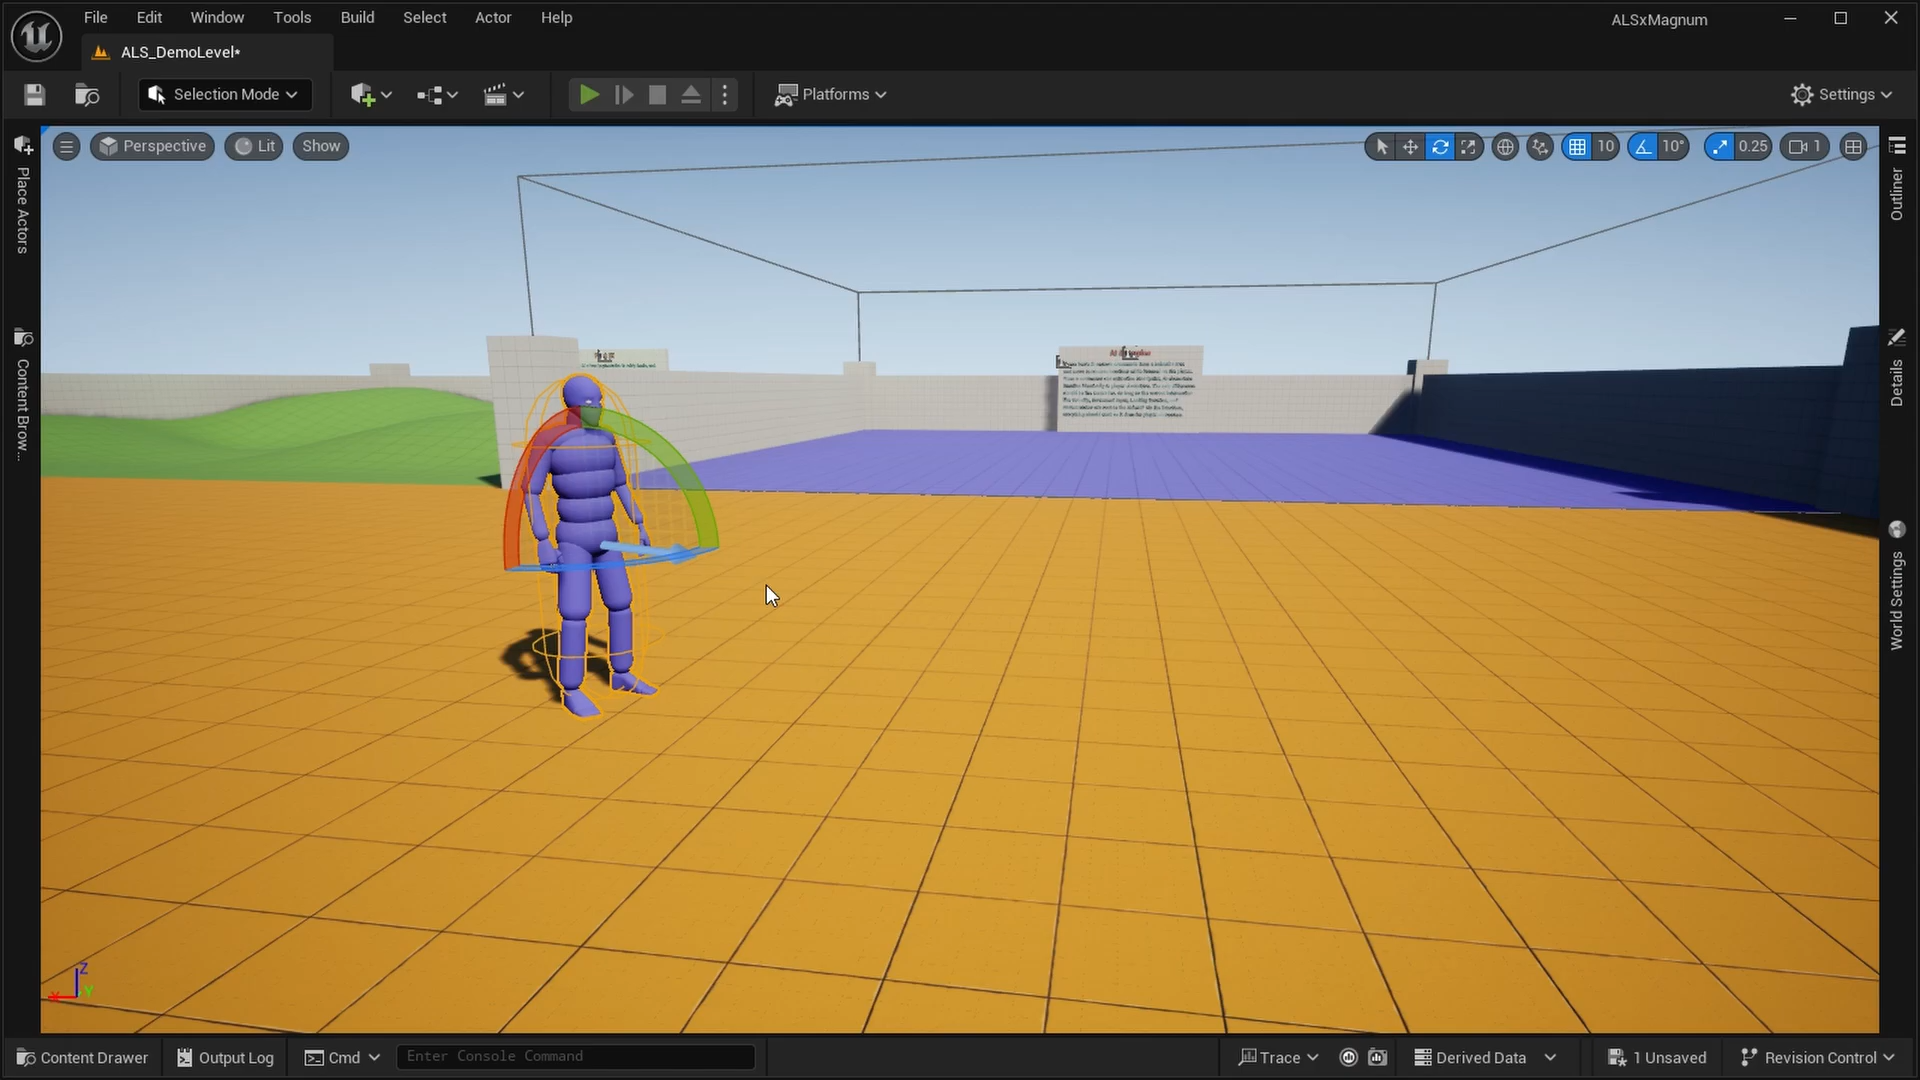 File Edit Window Tools Build Select Actor Help
ALSxMagnum
ALS_DemoLevel*
Selection Mode
Platforms
Settings
Perspective
Lit
Show
10
10°
0.25
1
Place Actors
Content Brow...
Outliner
Details
World Settings
Z
X
Y
Content Drawer
Output Log
Cmd
Enter Console Command
Trace
Derived Data
1 Unsaved
Revision Control